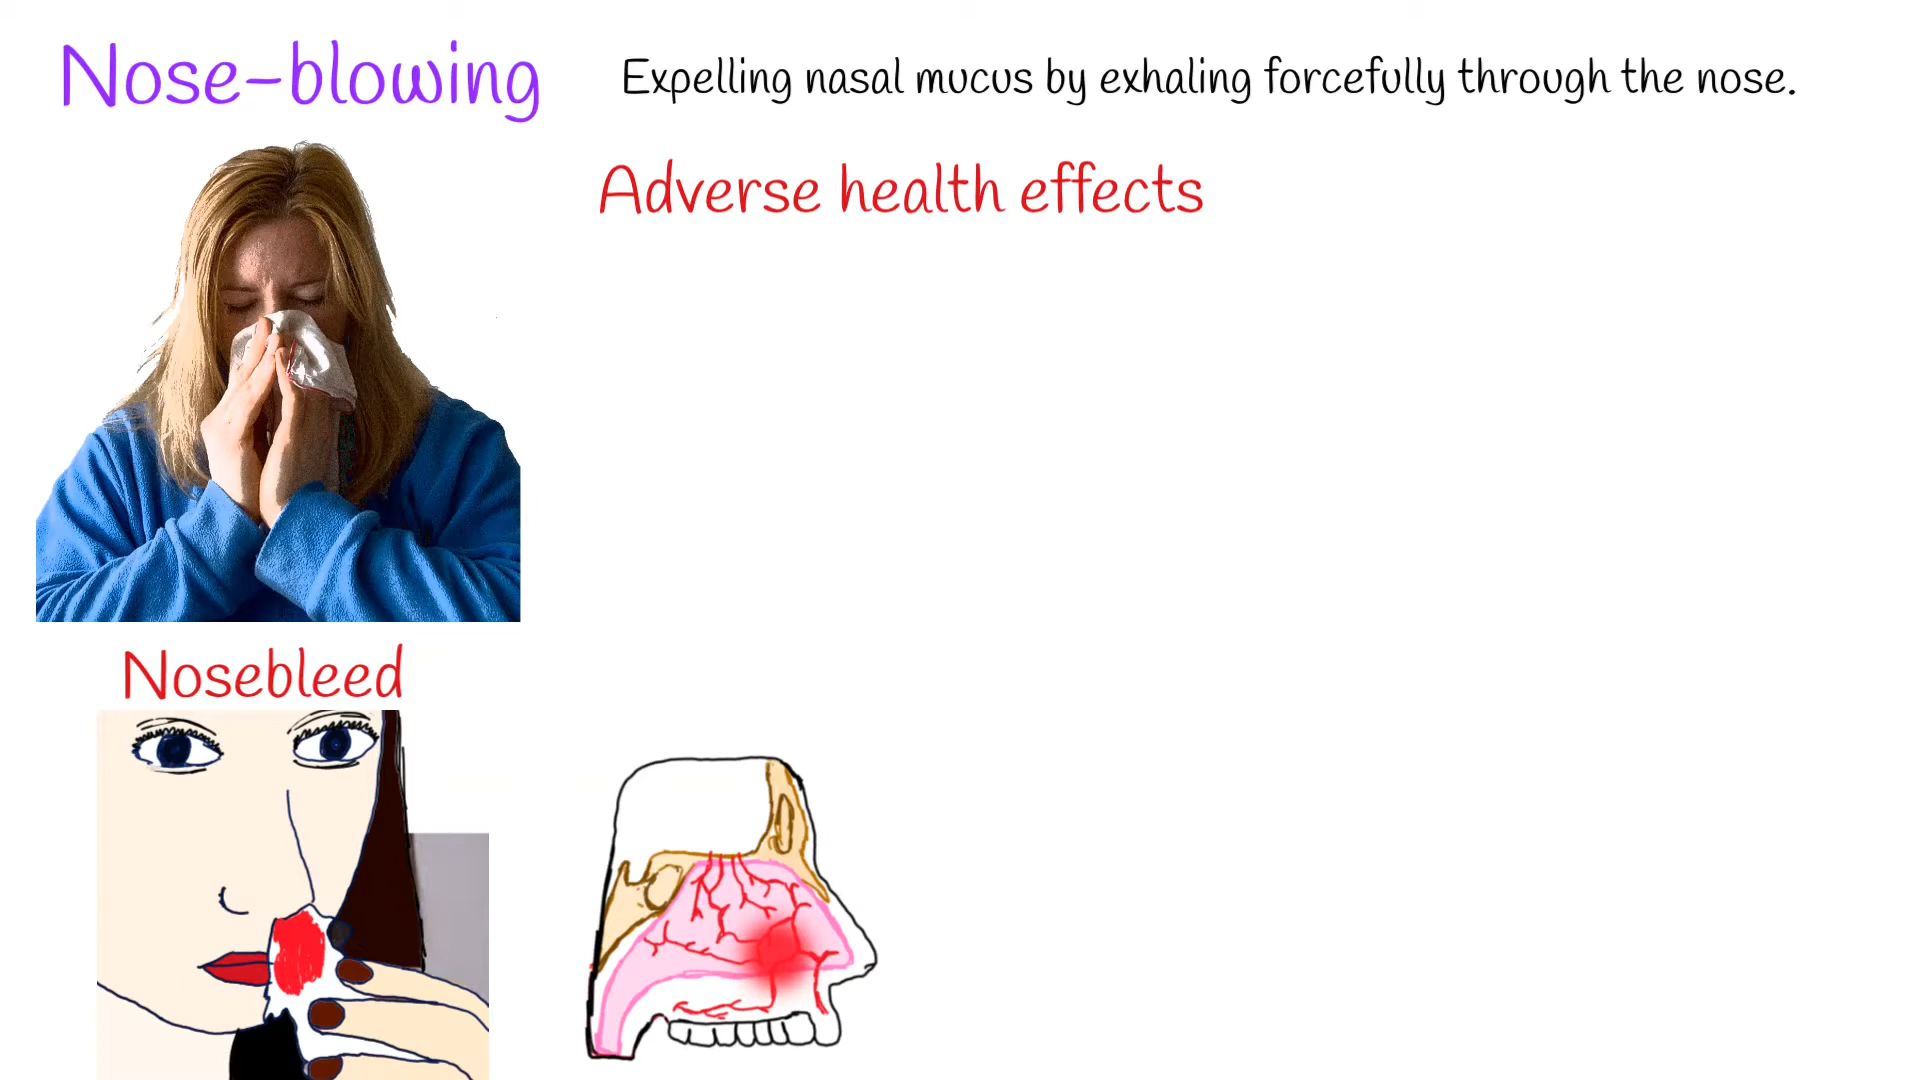 Nose-blowing
Expelling nasal mucus by exhaling forcefully through the nose.
Adverse health effects
Nosebleed